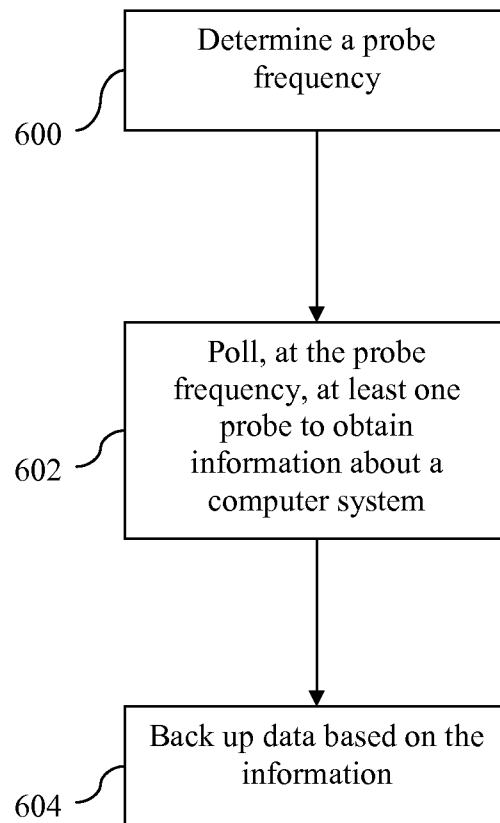 Determine a probe
frequency
600
Poll, at the probe
frequency, at least one
probe to obtain
information about a
computer system
602
Back up data based on the
information
604